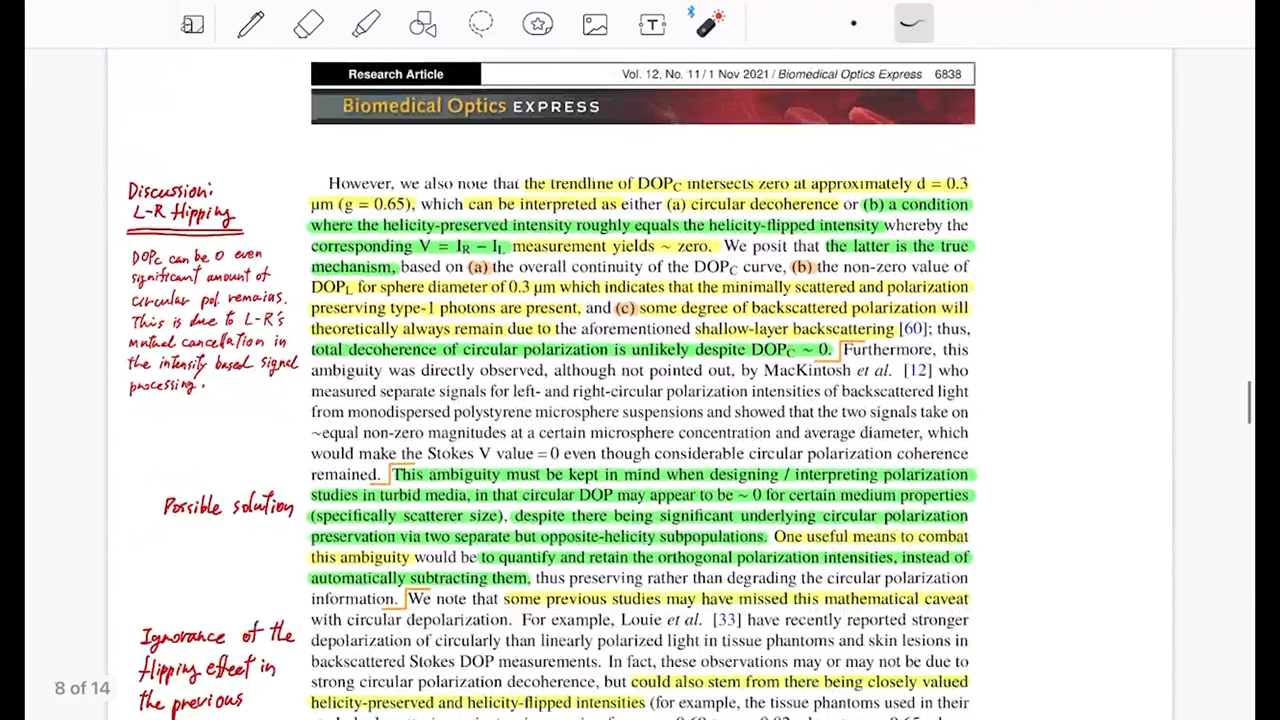 Research Article
Vol. 12, No. 11 / 1 Nov 2021 / Biomedical Optics Express 6838
Biomedical Optics EXPRESS
Discussion:
L-R flipping
DOPc can be 0 even
significant amount of
circular pol. remains.
This is due to L-R's
mutual cancellation in
the intensity based signal
processing.
However, we also note that the trendline of DOPC intersects zero at approximately d = 0.3
μm (g = 0.65), which can be interpreted as either (a) circular decoherence or (b) a condition
where the helicity-preserved intensity roughly equals the helicity-flipped intensity whereby the
corresponding V = IR − IL measurement yields ~ zero. We posit that the latter is the true
mechanism, based on (a) the overall continuity of the DOPC curve, (b) the non-zero value of
DOPL for sphere diameter of 0.3 μm which indicates that the minimally scattered and polarization
preserving type-1 photons are present, and (c) some degree of backscattered polarization will
theoretically always remain due to the aforementioned shallow-layer backscattering [60]; thus,
total decoherence of circular polarization is unlikely despite DOPC ~ 0. Furthermore, this
ambiguity was directly observed, although not pointed out, by MacKintosh et al. [12] who
measured separate signals for left- and right-circular polarization intensities of backscattered light
from monodispersed polystyrene microsphere suspensions and showed that the two signals take on
~equal non-zero magnitudes at a certain microsphere concentration and average diameter, which
would make the Stokes V value = 0 even though considerable circular polarization coherence
remained. This ambiguity must be kept in mind when designing / interpreting polarization
studies in turbid media, in that circular DOP may appear to be ~ 0 for certain medium properties
(specifically scatterer size), despite there being significant underlying circular polarization
preservation via two separate but opposite-helicity subpopulations. One useful means to combat
this ambiguity would be to quantify and retain the orthogonal polarization intensities, instead of
automatically subtracting them, thus preserving rather than degrading the circular polarization
information. We note that some previous studies may have missed this mathematical caveat
with circular depolarization. For example, Louie et al. [33] have recently reported stronger
depolarization of circularly than linearly polarized light in tissue phantoms and skin lesions in
backscattered Stokes DOP measurements. In fact, these observations may or may not be due to
strong circular polarization decoherence, but could also stem from there being closely valued
helicity-preserved and helicity-flipped intensities (for example, the tissue phantoms used in their
Possible solution
Ignorance of the
flipping effect in
the previous
8 of 14